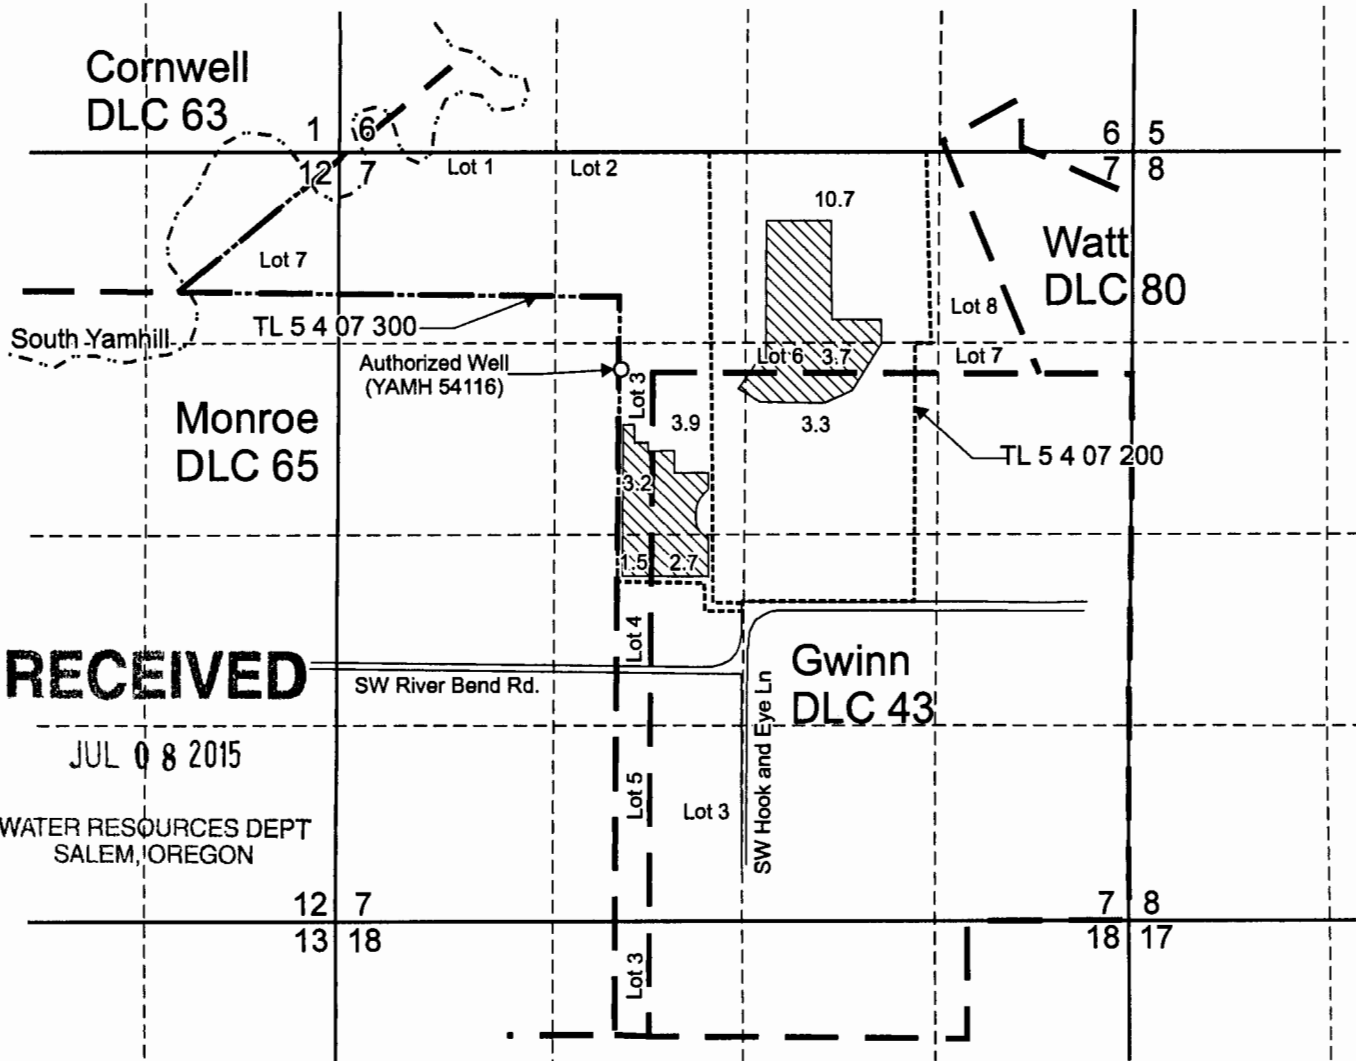 Cornwell
DLC 63
1 6
12 7
Lot 1
Lot 2
6 5
7 8
10.7
Watt
DLC 80
Lot 7
Lot 8
TL 5 4 07 300
South Yamhill
Authorized Well
(YAMH 54116)
Lot 6 3.7
Lot 7
Lot 3
3.9
3.3
Monroe
DLC 65
TL 5 4 07 200
3.2
1.5 2.7
Lot 4
RECEIVED
SW River Bend Rd.
Gwinn
DLC 43
JUL 08 2015
SW Hook and Eye Ln
Lot 5
Lot 3
WATER RESOURCES DEPT
SALEM, OREGON
12 7
13 18
7 8
18 17
Lot 3